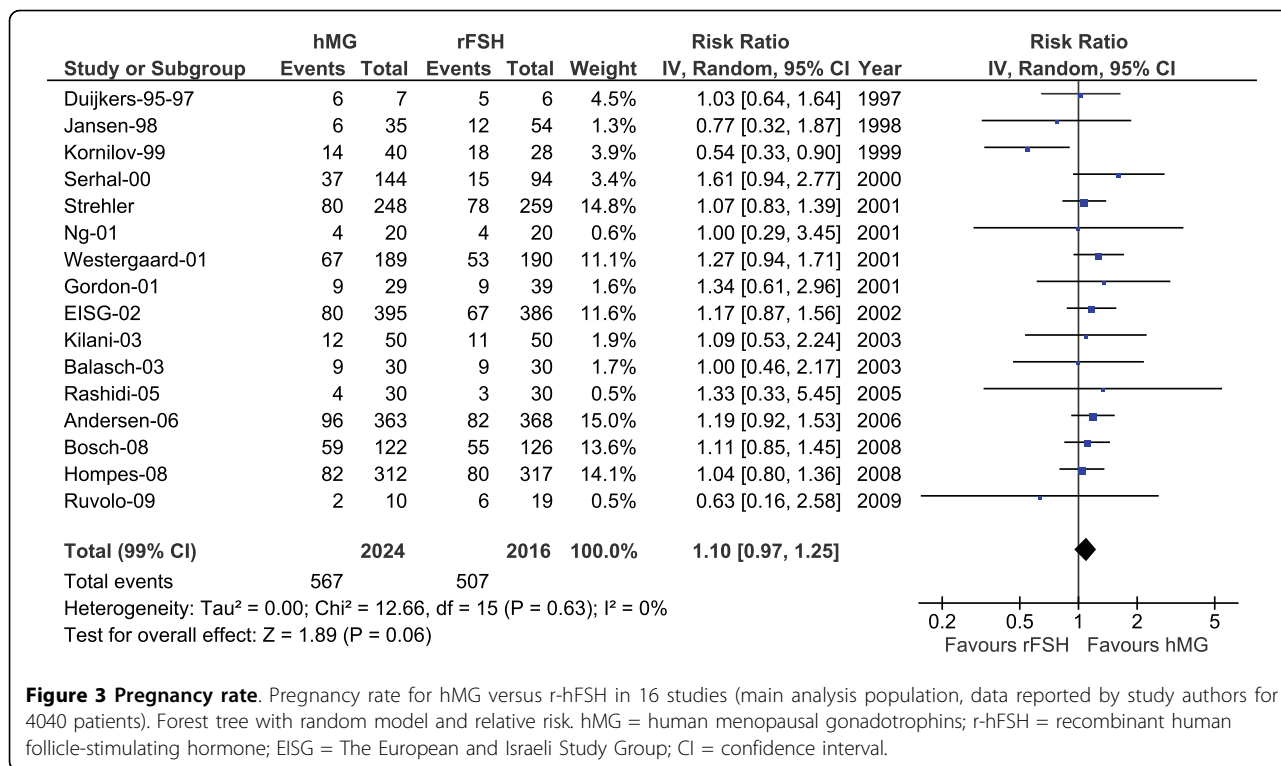 hMG rFSH Risk Ratio Risk Ratio
Study or Subgroup Events Total Events Total Weight IV, Random, 95% CI Year IV, Random, 95% CI
Duijkers-95-97 6 7 5 6 4.5% 1.03 [0.64, 1.64] 1997
Jansen-98 6 35 12 54 1.3% 0.77 [0.32, 1.87] 1998
Kornilov-99 14 40 18 28 3.9% 0.54 [0.33, 0.90] 1999
Serhal-00 37 144 15 94 3.4% 1.61 [0.94, 2.77] 2000
Strehler 80 248 78 259 14.8% 1.07 [0.83, 1.39] 2001
Ng-01 4 20 4 20 0.6% 1.00 [0.29, 3.45] 2001
Westergaard-01 67 189 53 190 11.1% 1.27 [0.94, 1.71] 2001
Gordon-01 9 29 9 39 1.6% 1.34 [0.61, 2.96] 2001
EISG-02 80 395 67 386 11.6% 1.17 [0.87, 1.56] 2002
Kilani-03 12 50 11 50 1.9% 1.09 [0.53, 2.24] 2003
Balasch-03 9 30 9 30 1.7% 1.00 [0.46, 2.17] 2003
Rashidi-05 4 30 3 30 0.5% 1.33 [0.33, 5.45] 2005
Andersen-06 96 363 82 368 15.0% 1.19 [0.92, 1.53] 2006
Bosch-08 59 122 55 126 13.6% 1.11 [0.85, 1.45] 2008
Hompes-08 82 312 80 317 14.1% 1.04 [0.80, 1.36] 2008
Ruvolo-09 2 10 6 19 0.5% 0.63 [0.16, 2.58] 2009
Total (99% CI) 2024 2016 100.0% 1.10 [0.97, 1.25]
Total events 567 507
Heterogeneity: Tau² = 0.00; Chi² = 12.66, df = 15 (P = 0.63); I² = 0%
Test for overall effect: Z = 1.89 (P = 0.06)
0.2 0.5 1 2 5
Favours rFSH Favours hMG
Figure 3 Pregnancy rate. Pregnancy rate for hMG versus r-hFSH in 16 studies (main analysis population, data reported by study authors for
4040 patients). Forest tree with random model and relative risk. hMG = human menopausal gonadotrophins; r-hFSH = recombinant human
follicle-stimulating hormone; EISG = The European and Israeli Study Group; CI = confidence interval.